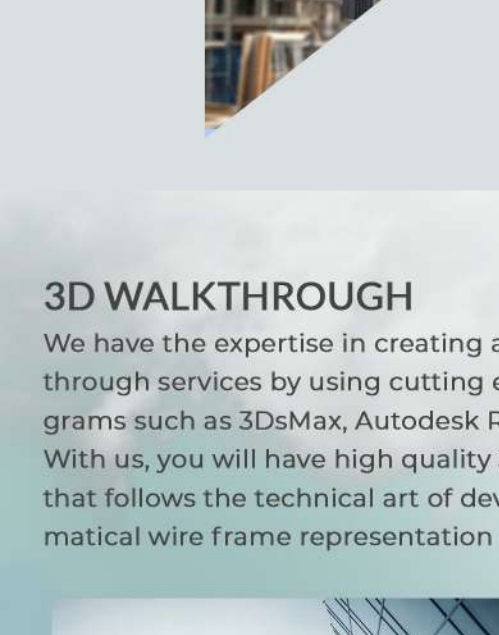 3D WALKTHROUGH
We have the expertise in creating
through services by using cutting
grams such as 3DsMax, Autodesk
With us, you will have high quality
that follows the technical art of
matical wire frame representation